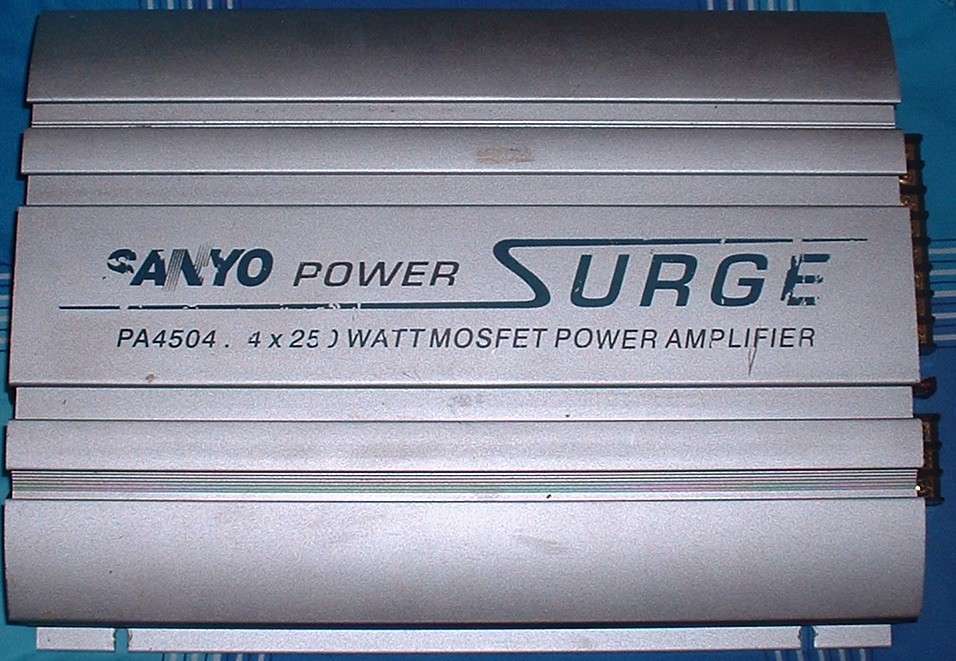 SANYO POWER SURGE
PA4504. 4 x 250 WATT MOSFET POWER AMPLIFIER